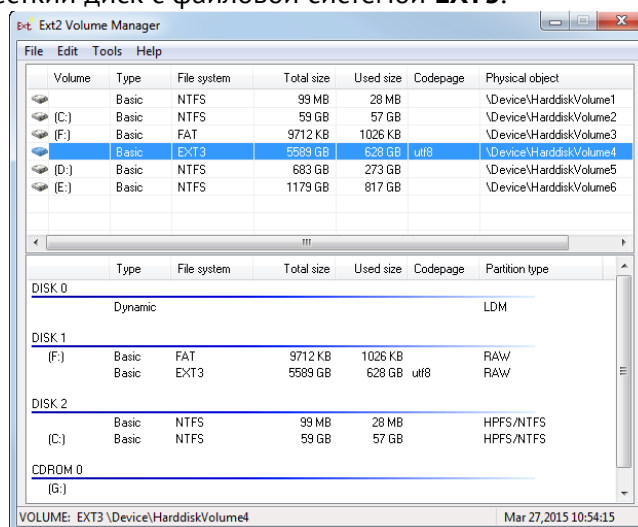 жесткий диск с файловой системой EXT3.
Ext2 Volume Manager
File Edit Tools Help
Volume Type File system Total size Used size Codepage Physical object
Basic NTFS 99 MB 28 MB \Device\HarddiskVolume1
(C:) Basic NTFS 59 GB 57 GB \Device\HarddiskVolume2
(F:) Basic FAT 9712 KB 1026 KB \Device\HarddiskVolume3
Basic EXT3 5589 GB 628 GB utf8 \Device\HarddiskVolume4
(D:) Basic NTFS 683 GB 273 GB \Device\HarddiskVolume5
(E:) Basic NTFS 1179 GB 817 GB \Device\HarddiskVolume6
Type File system Total size Used size Codepage Partition type
DISK 0
Dynamic LDM
DISK 1
(F:) Basic FAT 9712 KB 1026 KB RAW
Basic EXT3 5589 GB 628 GB utf8 RAW
DISK 2
Basic NTFS 99 MB 28 MB HPFS/NTFS
(C:) Basic NTFS 59 GB 57 GB HPFS/NTFS
CDROM 0
(G:)
VOLUME: EXT3 \Device\HarddiskVolume4 Mar 27,2015 10:54:15